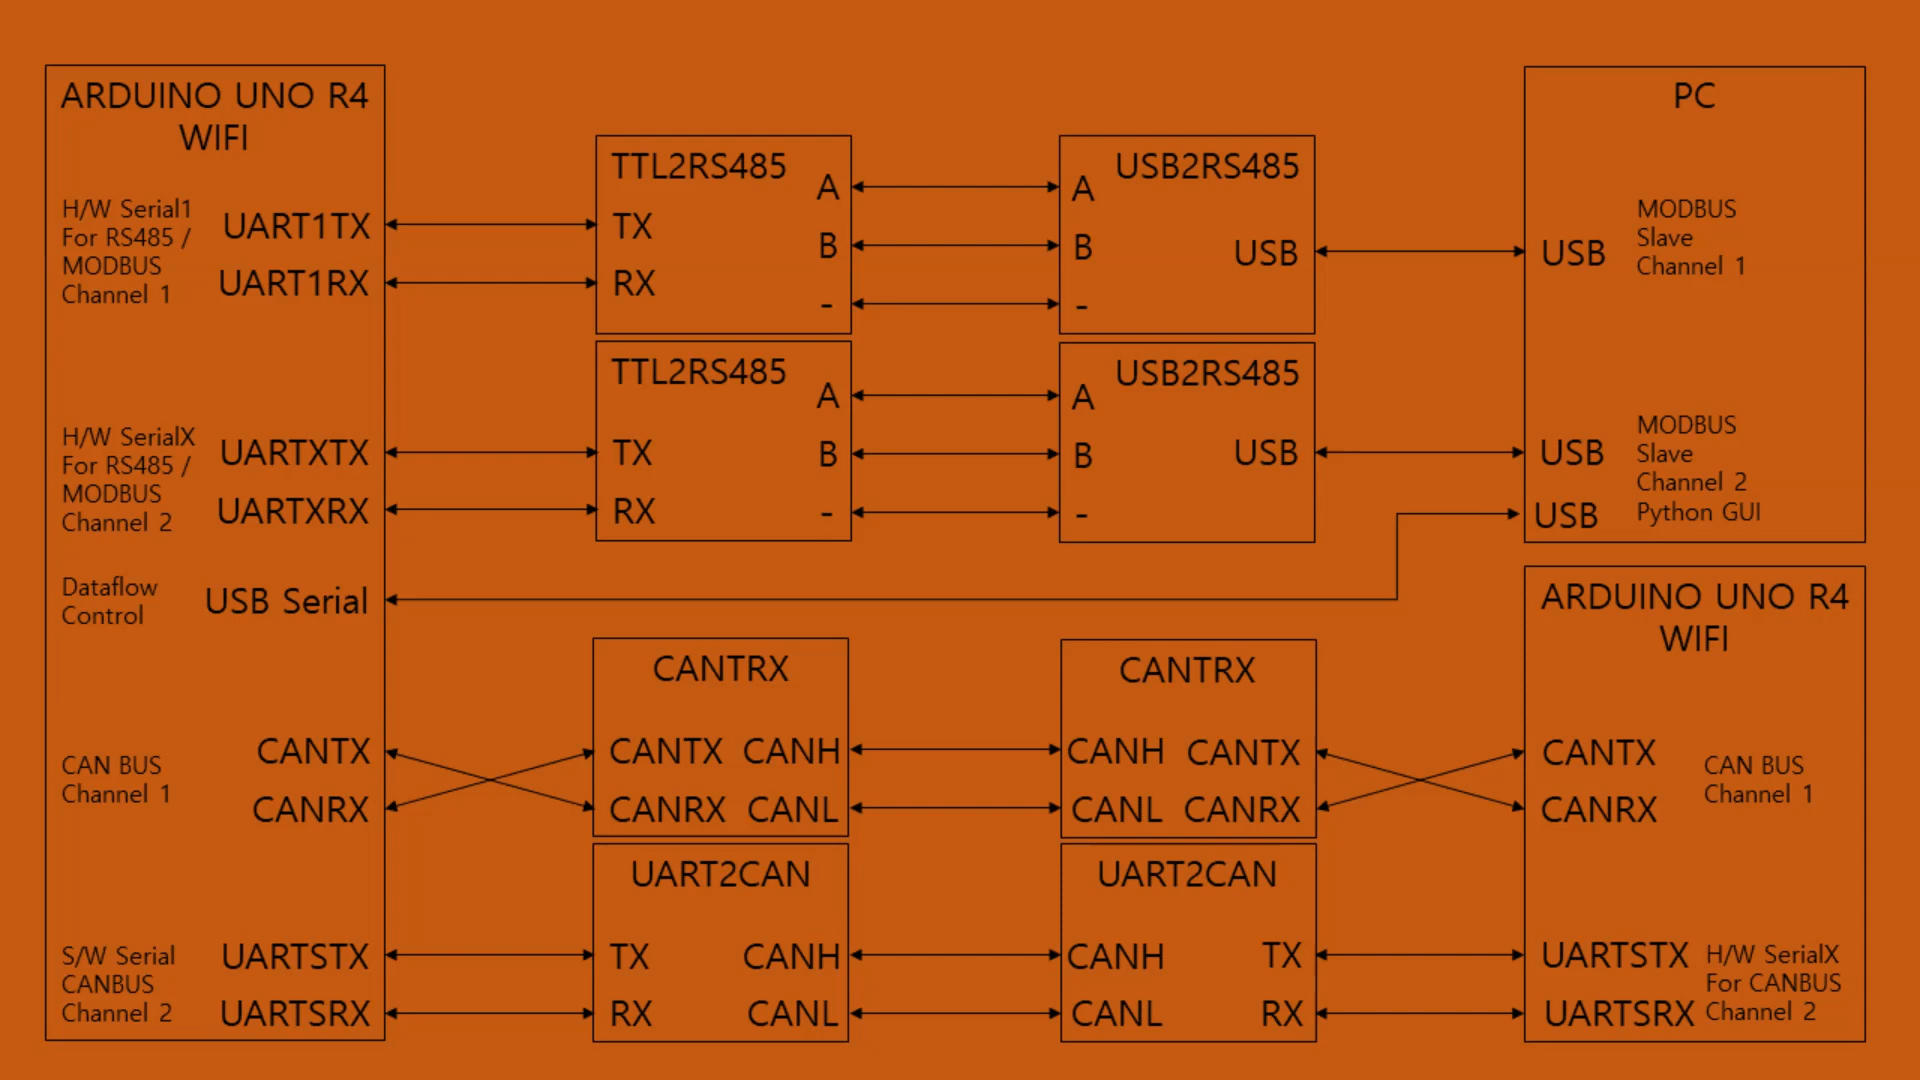 ARDUINO UNO R4
WIFI
H/W Serial1
For RS485 /
MODBUS
Channel 1
UART1TX
UART1RX
H/W SerialX
For RS485 /
MODBUS
Channel 2
UARTXTX
UARTXRX
Dataflow
Control
USB Serial
CAN BUS
Channel 1
CANTX
CANRX
S/W Serial
CANBUS
Channel 2
UARTSTX
UARTSRX
TTL2RS485
TX
RX
A
B
-
USB2RS485
A
B
-
USB
TTL2RS485
TX
RX
A
B
-
USB2RS485
A
B
-
USB
CANTRX
CANTX CANH
CANRX CANL
CANTRX
CANH CANTX
CANL CANRX
UART2CAN
TX CANH
RX CANL
UART2CAN
CANH TX
CANL RX
PC
USB
MODBUS
Slave
Channel 1
USB
MODBUS
Slave
Channel 2
USB
Python GUI
ARDUINO UNO R4
WIFI
CANTX
CANRX
CAN BUS
Channel 1
UARTSTX
UARTSRX
H/W SerialX
For CANBUS
Channel 2